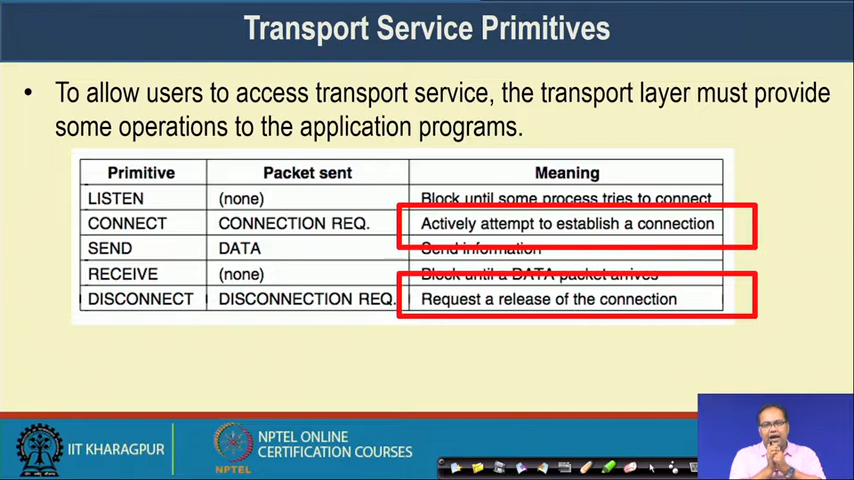 Transport Service Primitives
• To allow users to access transport service, the transport layer must provide
some operations to the application programs.
Primitive Packet sent Meaning
LISTEN (none) Block until some process tries to connect
CONNECT CONNECTION REQ. Actively attempt to establish a connection
SEND DATA Send information
RECEIVE (none) Block until a DATA packet arrives
DISCONNECT DISCONNECTION REQ. Request a release of the connection
IIT KHARAGPUR
NPTEL
NPTEL ONLINE
CERTIFICATION COURSES